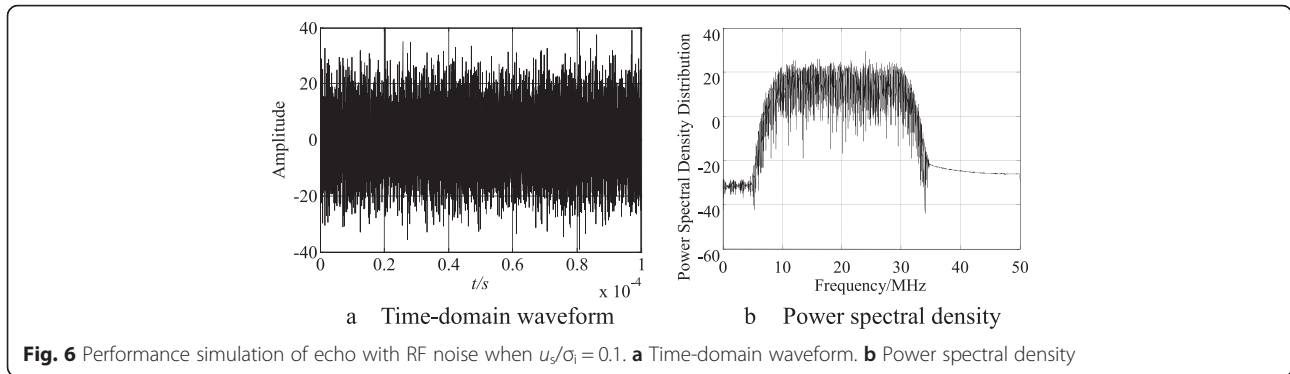 40
20
0
-20
-40
Amplitude
0
0.2
0.4
0.6
0.8
1
t/s
x 10-4
a Time-domain waveform
40
20
0
-20
-40
-60
Power Spectral Density Distribution
0
10
20
30
40
50
Frequency/MHz
b Power spectral density
Fig. 6 Performance simulation of echo with RF noise when us/σi = 0.1. a Time-domain waveform. b Power spectral density